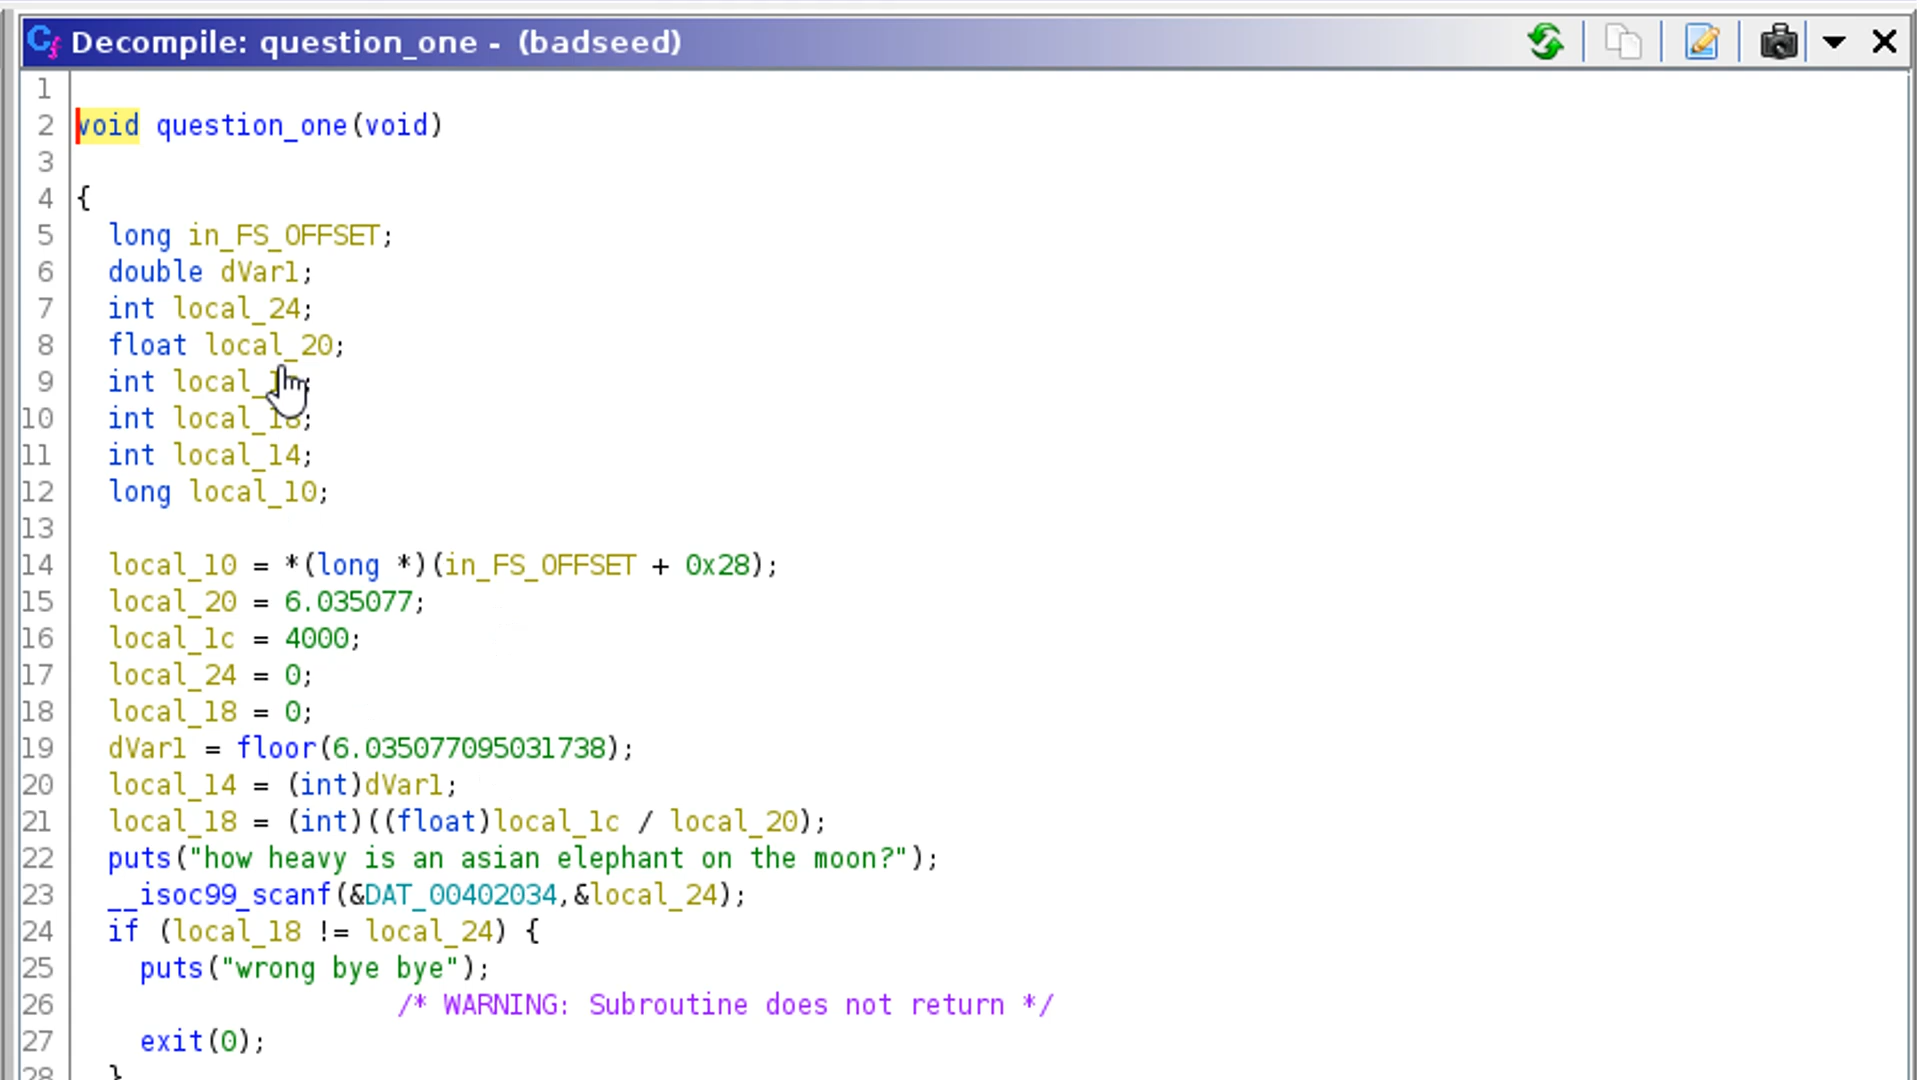 Decompile: question_one - (badseed)
1
2 void question_one(void)
3
4 {
5 long in_FS_OFFSET;
6 double dVar1;
7 int local_24;
8 float local_20;
9 int local_
10 int local_18;
11 int local_14;
12 long local_10;
13
14 local_10 = *(long *)(in_FS_OFFSET + 0x28);
15 local_20 = 6.035077;
16 local_1c = 4000;
17 local_24 = 0;
18 local_18 = 0;
19 dVar1 = floor(6.035077095031738);
20 local_14 = (int)dVar1;
21 local_18 = (int)((float)local_1c / local_20);
22 puts("how heavy is an asian elephant on the moon?");
23 __isoc99_scanf(&DAT_00402034,&local_24);
24 if (local_18 != local_24) {
25 puts("wrong bye bye");
26 /* WARNING: Subroutine does not return */
27 exit(0);
28 }